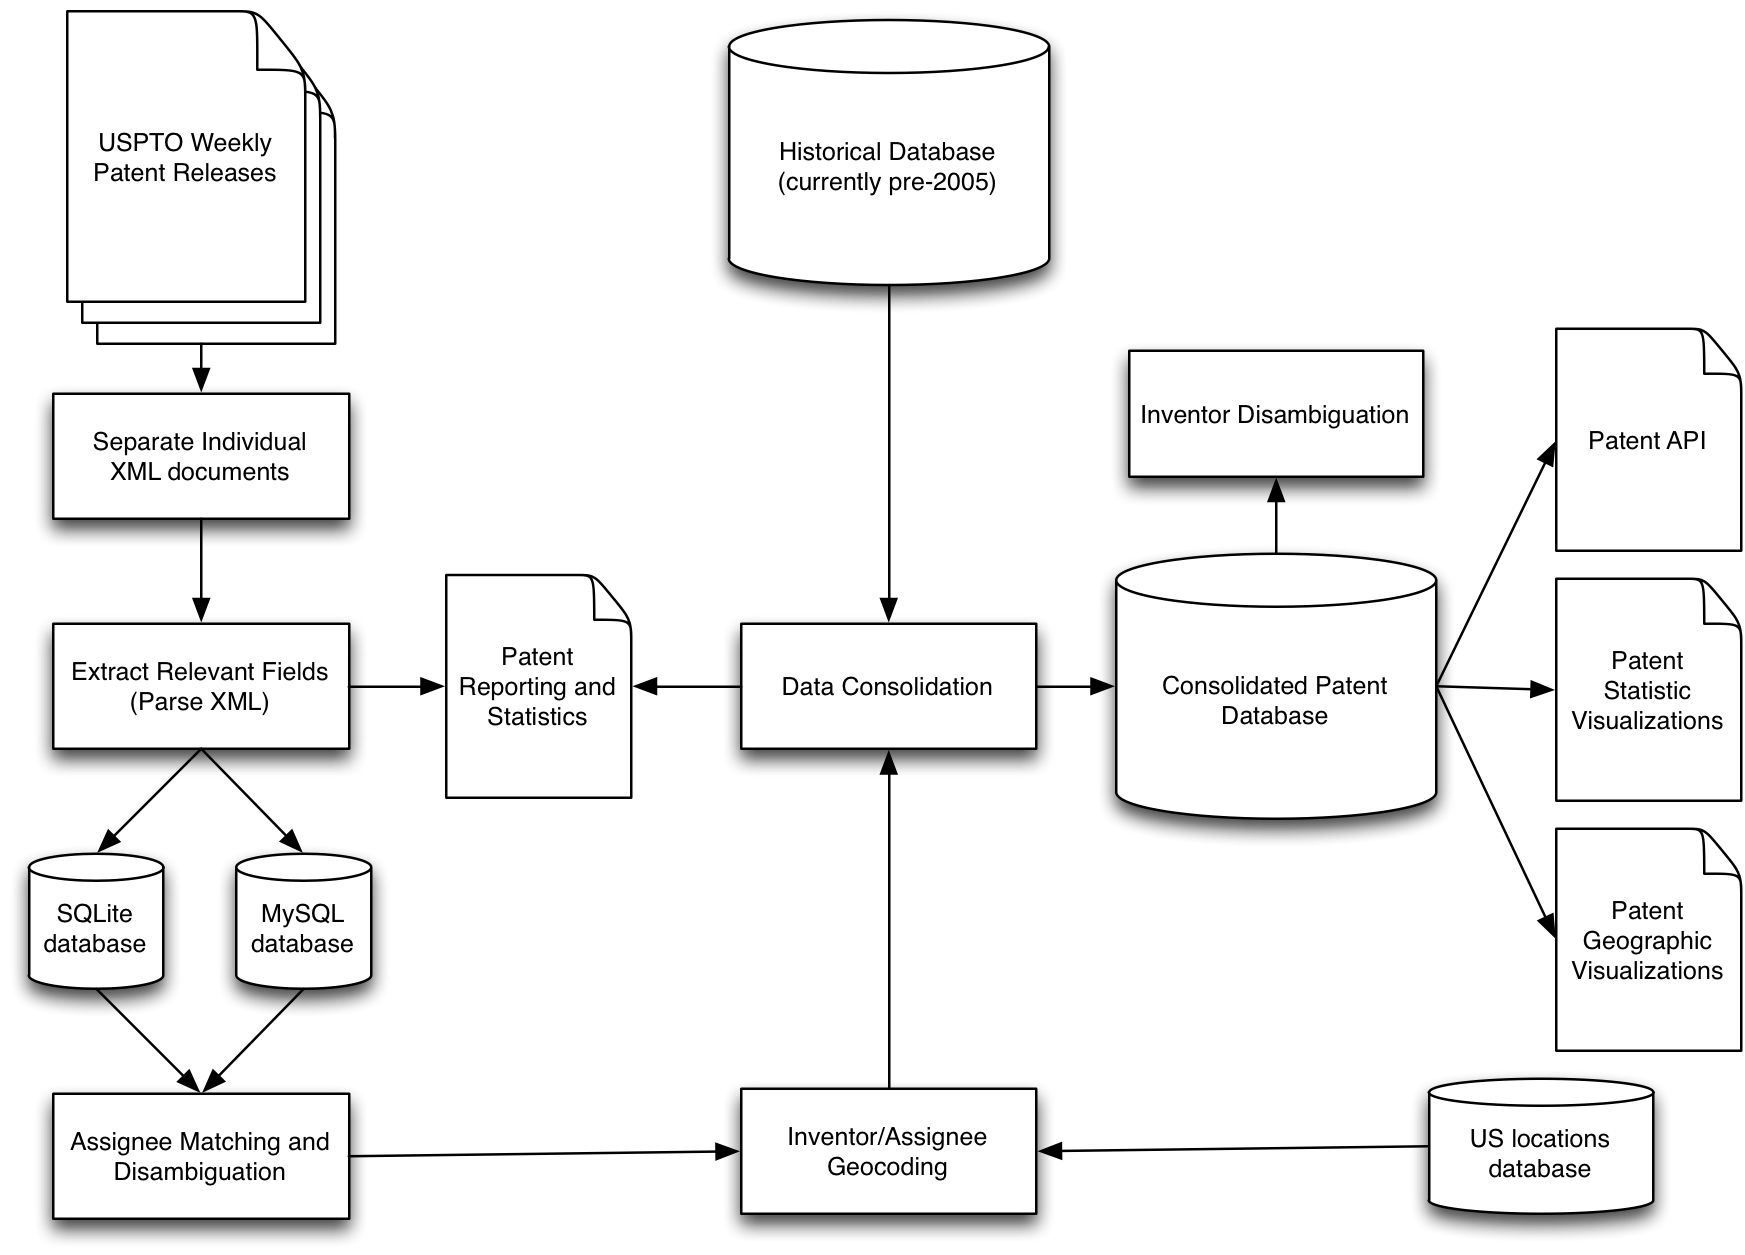 USPTO Weekly
Patent Releases
Historical Database
(currently pre-2005)
Separate Individual
XML documents
Inventor Disambiguation
Patent API
Extract Relevant Fields
(Parse XML)
Patent
Reporting and
Statistics
Data Consolidation
Consolidated Patent
Database
Patent
Statistic
Visualizations
SQLite
database
MySQL
database
Patent
Geographic
Visualizations
Assignee Matching and
Disambiguation
Inventor/Assignee
Geocoding
US locations
database